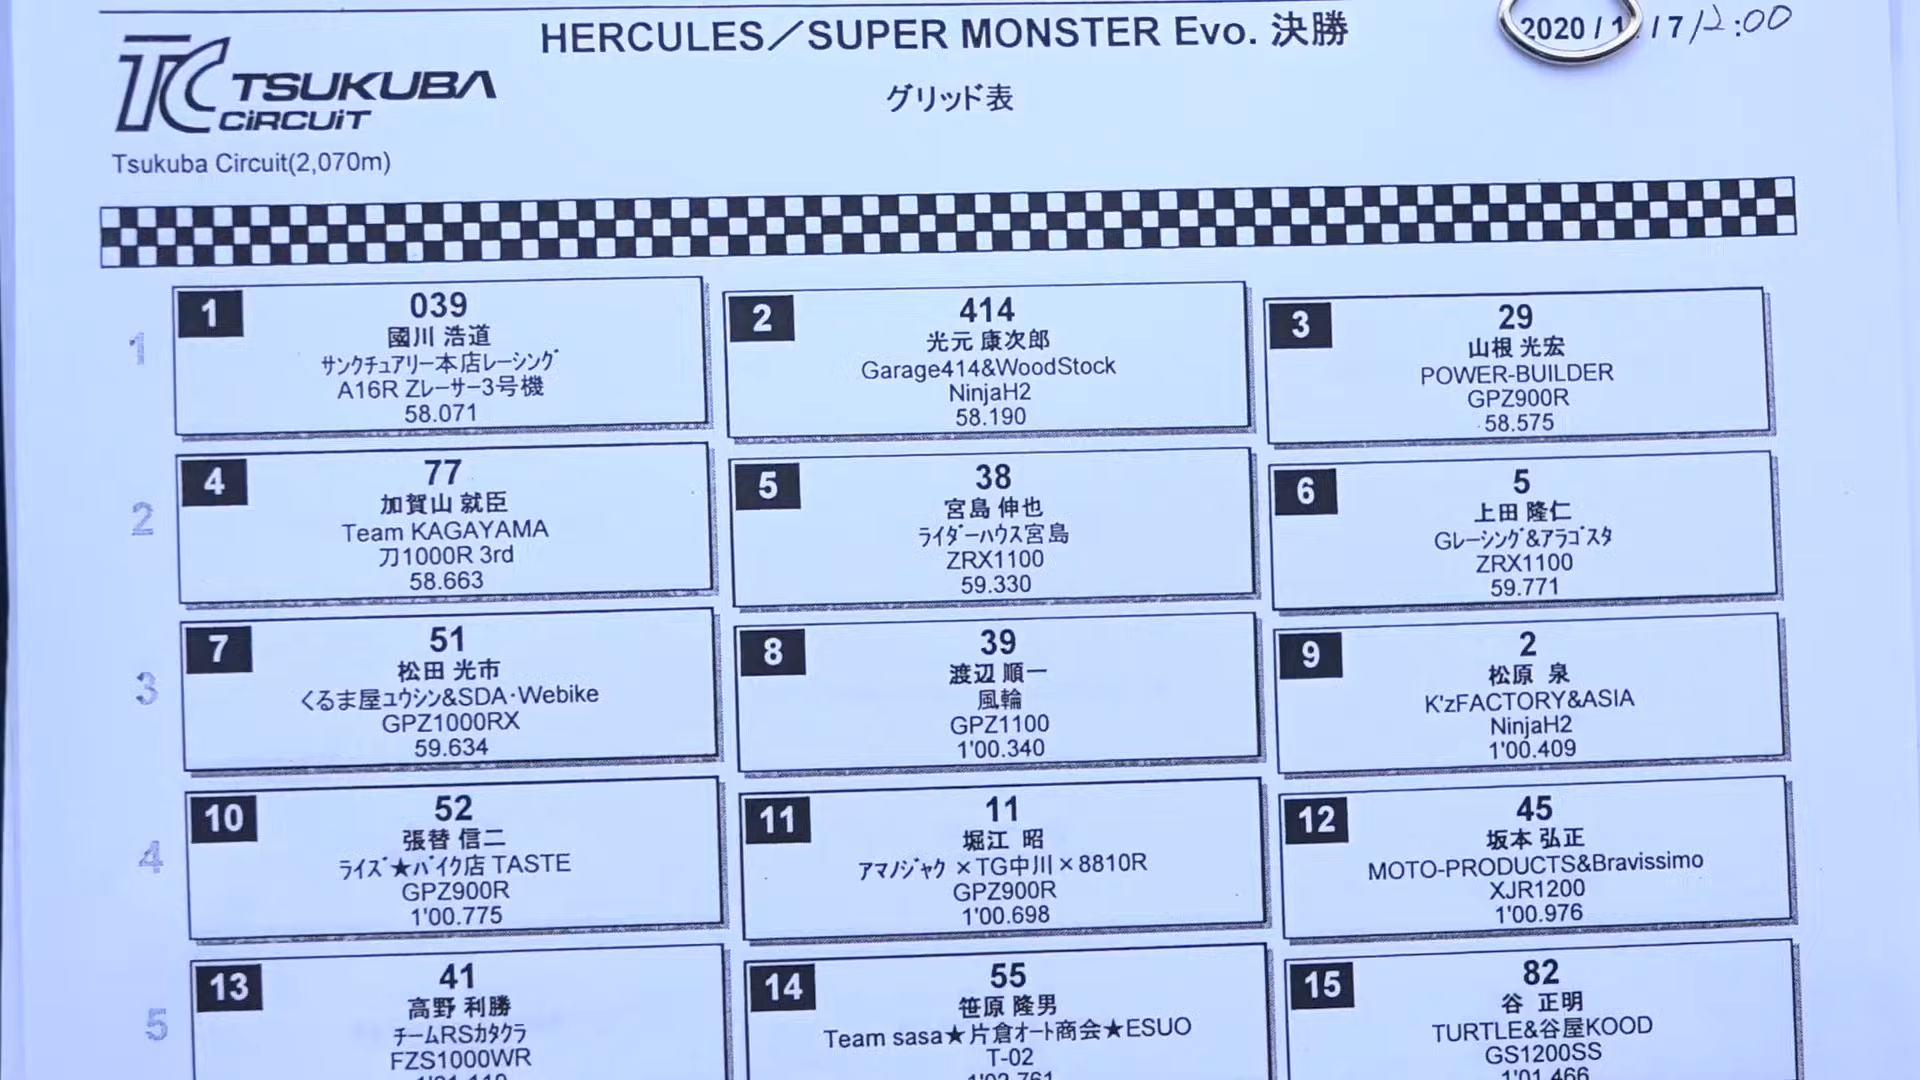 HERCULES／SUPER MONSTER Evo. 決勝
2020 / 1 / 7 12:00
TC TSUKUBA
CiRCUiT
グリッド表
Tsukuba Circuit(2,070m)
1
1
039
國川 浩道
ｻﾝｸﾁｭｱﾘｰ本店ﾚｰｼﾝｸﾞ
A16R Zﾚｰｻｰ3号機
58.071
2
414
光元 康次郎
Garage414&WoodStock
NinjaH2
58.190
3
29
山根 光宏
POWER-BUILDER
GPZ900R
58.575
2
4
77
加賀山 就臣
Team KAGAYAMA
刀1000R 3rd
58.663
5
38
宮島 伸也
ﾗｲﾀﾞｰﾊｳｽ宮島
ZRX1100
59.330
6
5
上田 隆仁
Gﾚｰｼﾝｸﾞ&ｱﾗｺﾞｽﾀ
ZRX1100
59.771
3
7
51
松田 光市
くるま屋ﾕｳｼﾝ&SDA･Webike
GPZ1000RX
59.634
8
39
渡辺 順一
風輪
GPZ1100
1'00.340
9
2
松原 泉
K'zFACTORY&ASIA
NinjaH2
1'00.409
4
10
52
張替 信二
ﾗｲｽﾞ★ﾊﾞｲｸ店 TASTE
GPZ900R
1'00.775
11
11
堀江 昭
ｱﾏﾉｼﾞｬｸ×TG中川×8810R
GPZ900R
1'00.698
12
45
坂本 弘正
MOTO-PRODUCTS&Bravissimo
XJR1200
1'00.976
5
13
41
高野 利勝
ﾁｰﾑRSｶﾀｸﾗ
FZS1000WR
14
55
笹原 隆男
Team sasa★片倉ｵｰﾄ商会★ESUO
T-02
1'02.761
15
82
谷 正明
TURTLE&谷屋KOOD
GS1200SS
1'01.466